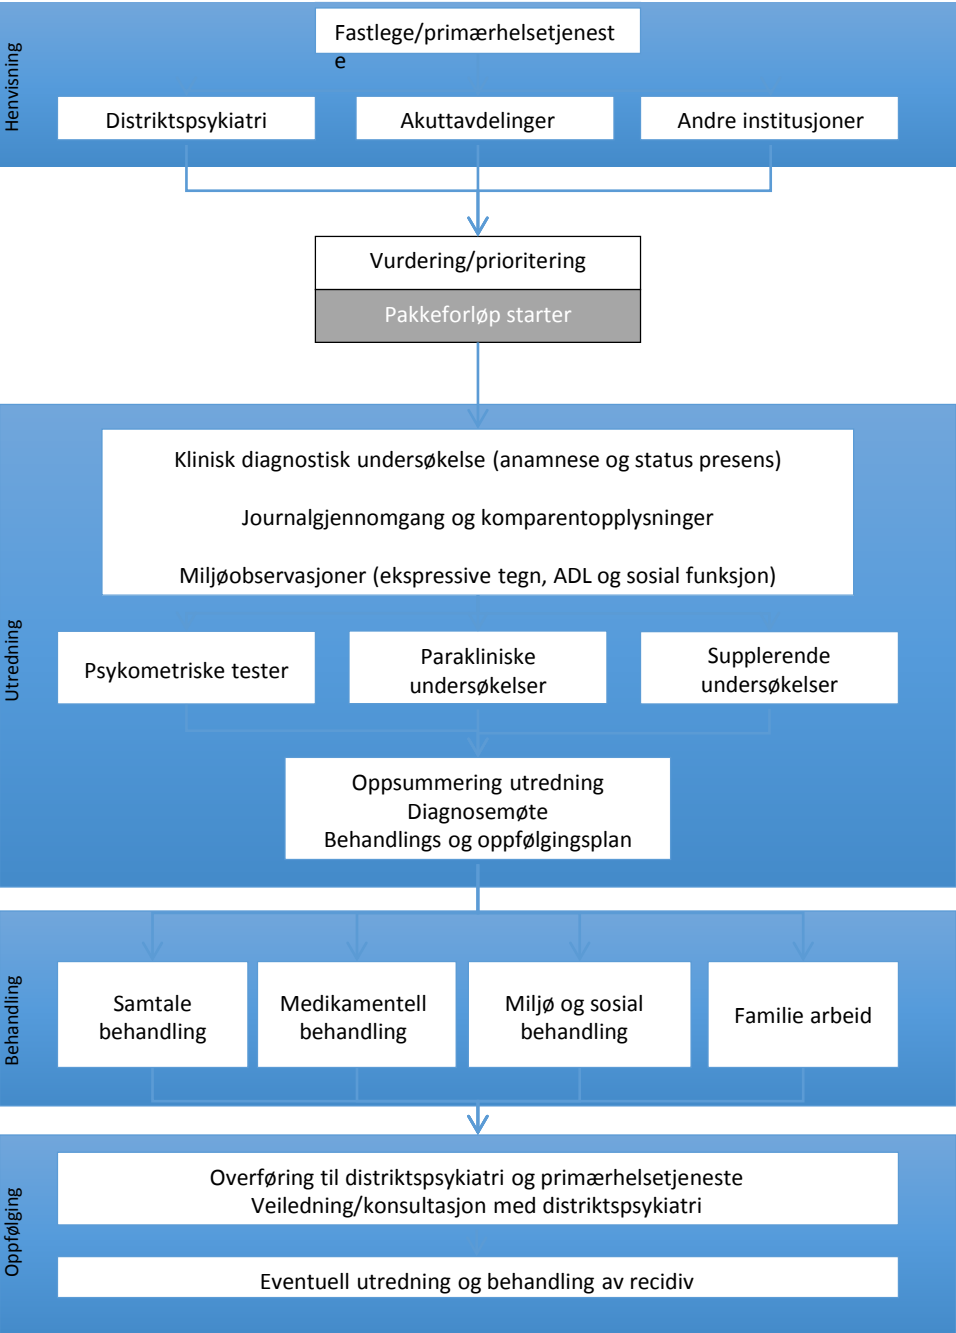 Henvisning
Fastlege/primærhelsetjenest
e
Distriktspsykiatri
Akuttavdelinger
Andre institusjoner
Vurdering/prioritering
Pakkeforløp starter
Utredning
Klinisk diagnostisk undersøkelse (anamnese og status presens)
Journalgjennomgang og komparentopplysninger
Miljøobservasjoner (ekspressive tegn, ADL og sosial funksjon)
Psykometriske tester
Parakliniske
undersøkelser
Supplerende
undersøkelser
Oppsummering utredning
Diagnosemøte
Behandlings og oppfølgingsplan
Behandling
Samtale
behandling
Medikamentell
behandling
Miljø og sosial
behandling
Familie arbeid
Oppfølging
Overføring til distriktspsykiatri og primærhelsetjeneste
Veiledning/konsultasjon med distriktspsykiatri
Eventuell utredning og behandling av recidiv